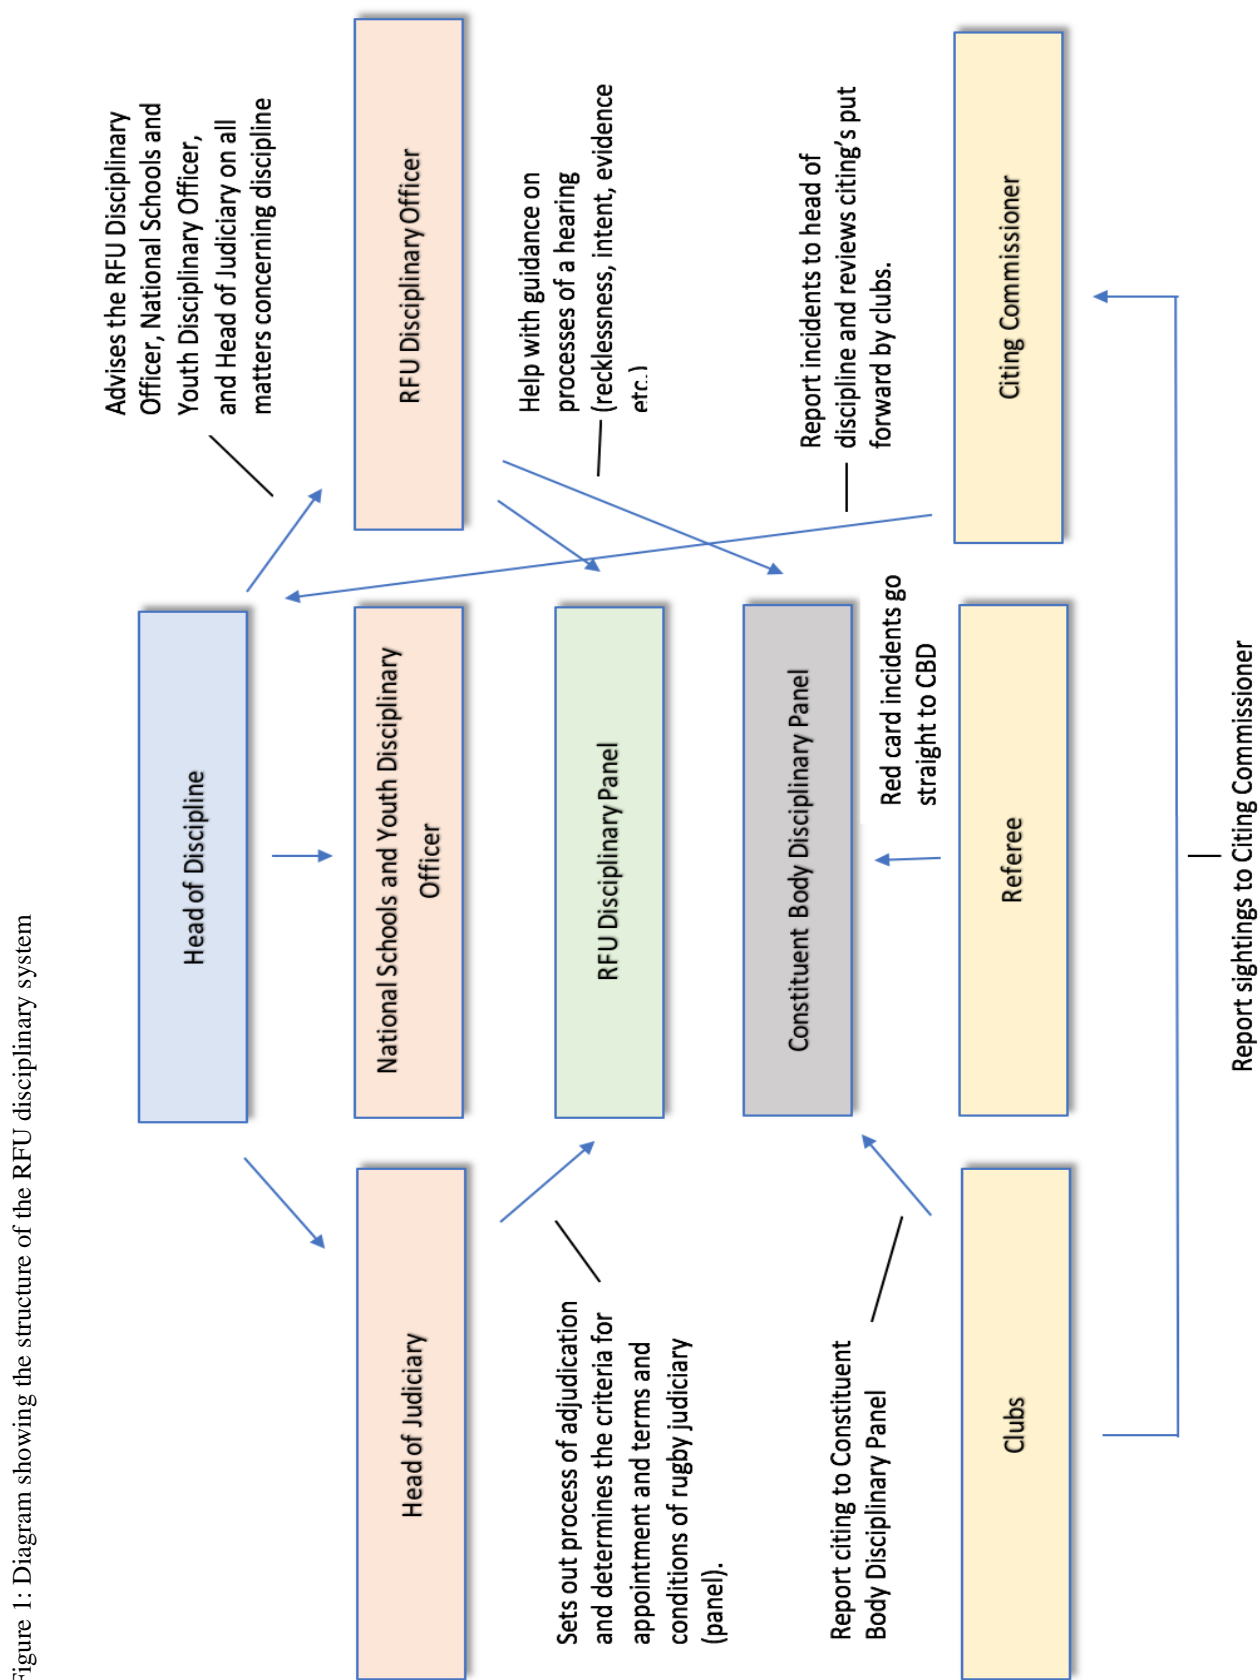 Figure 1: Diagram showing the structure of the RFU disciplinary system
Head of Discipline
Advises the RFU Disciplinary
Officer, National Schools and
Youth Disciplinary Officer,
and Head of Judiciary on all
matters concerning discipline
Head of Judiciary
National Schools and Youth Disciplinary
Officer
RFU Disciplinary Officer
Sets out process of adjudication
and determines the criteria for
appointment and terms and
conditions of rugby judiciary
(panel).
RFU Disciplinary Panel
Help with guidance on
processes of a hearing
(recklessness, intent, evidence
etc.)
Constituent Body Disciplinary Panel
Report citing to Constituent
Body Disciplinary Panel
Red card incidents go
straight to CBD
Report incidents to head of
discipline and reviews citing's put
forward by clubs.
Clubs
Referee
Citing Commissioner
Report sightings to Citing Commissioner